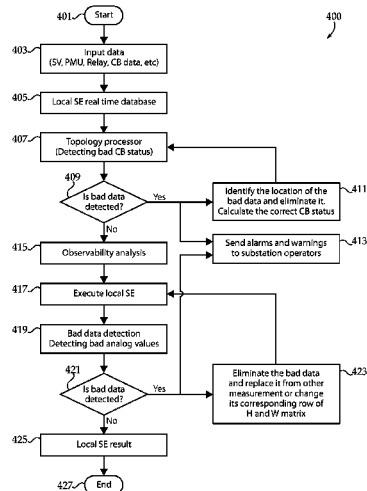 401
Start
400
403
Input data
(SV, PMU, Relay, CB data, etc)
405
Local SE real time database
407
Topology processor
(Detecting bad CB status)
409
Is bad data
detected?
Yes
No
Identify the location of the
bad data and eliminate it.
Calculate the correct CB status
411
Send alarms and warnings
to substation operators
413
415
Observability analysis
417
Execute local SE
419
Bad data detection
Detecting bad analog values
421
Is bad data
detected?
Yes
No
Eliminate the bad data
and replace it from other
measurement or change
its corresponding row of
H and W matrix
423
425
Local SE result
427
End